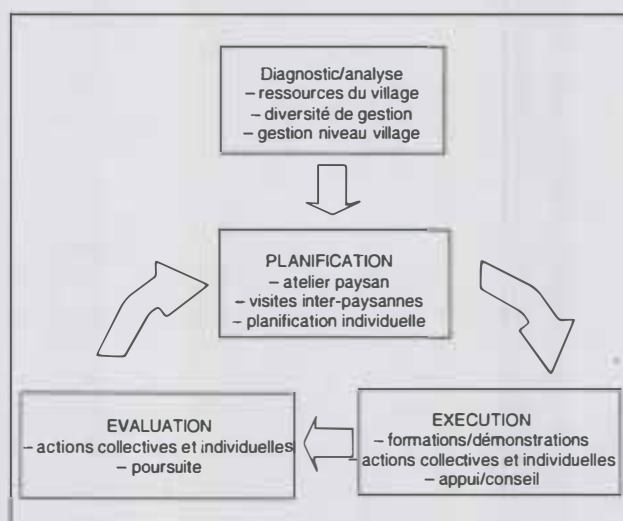 Diagnostic/analyse
– ressources du village
– diversité de gestion
– gestion niveau village
PLANIFICATION
– atelier paysan
– visites inter-paysannes
– planification individuelle
EVALUATION
– actions collectives et individuelles
– poursuite
EXECUTION
– formations/démonstrations
– actions collectives et individuelles
– appui/conseil